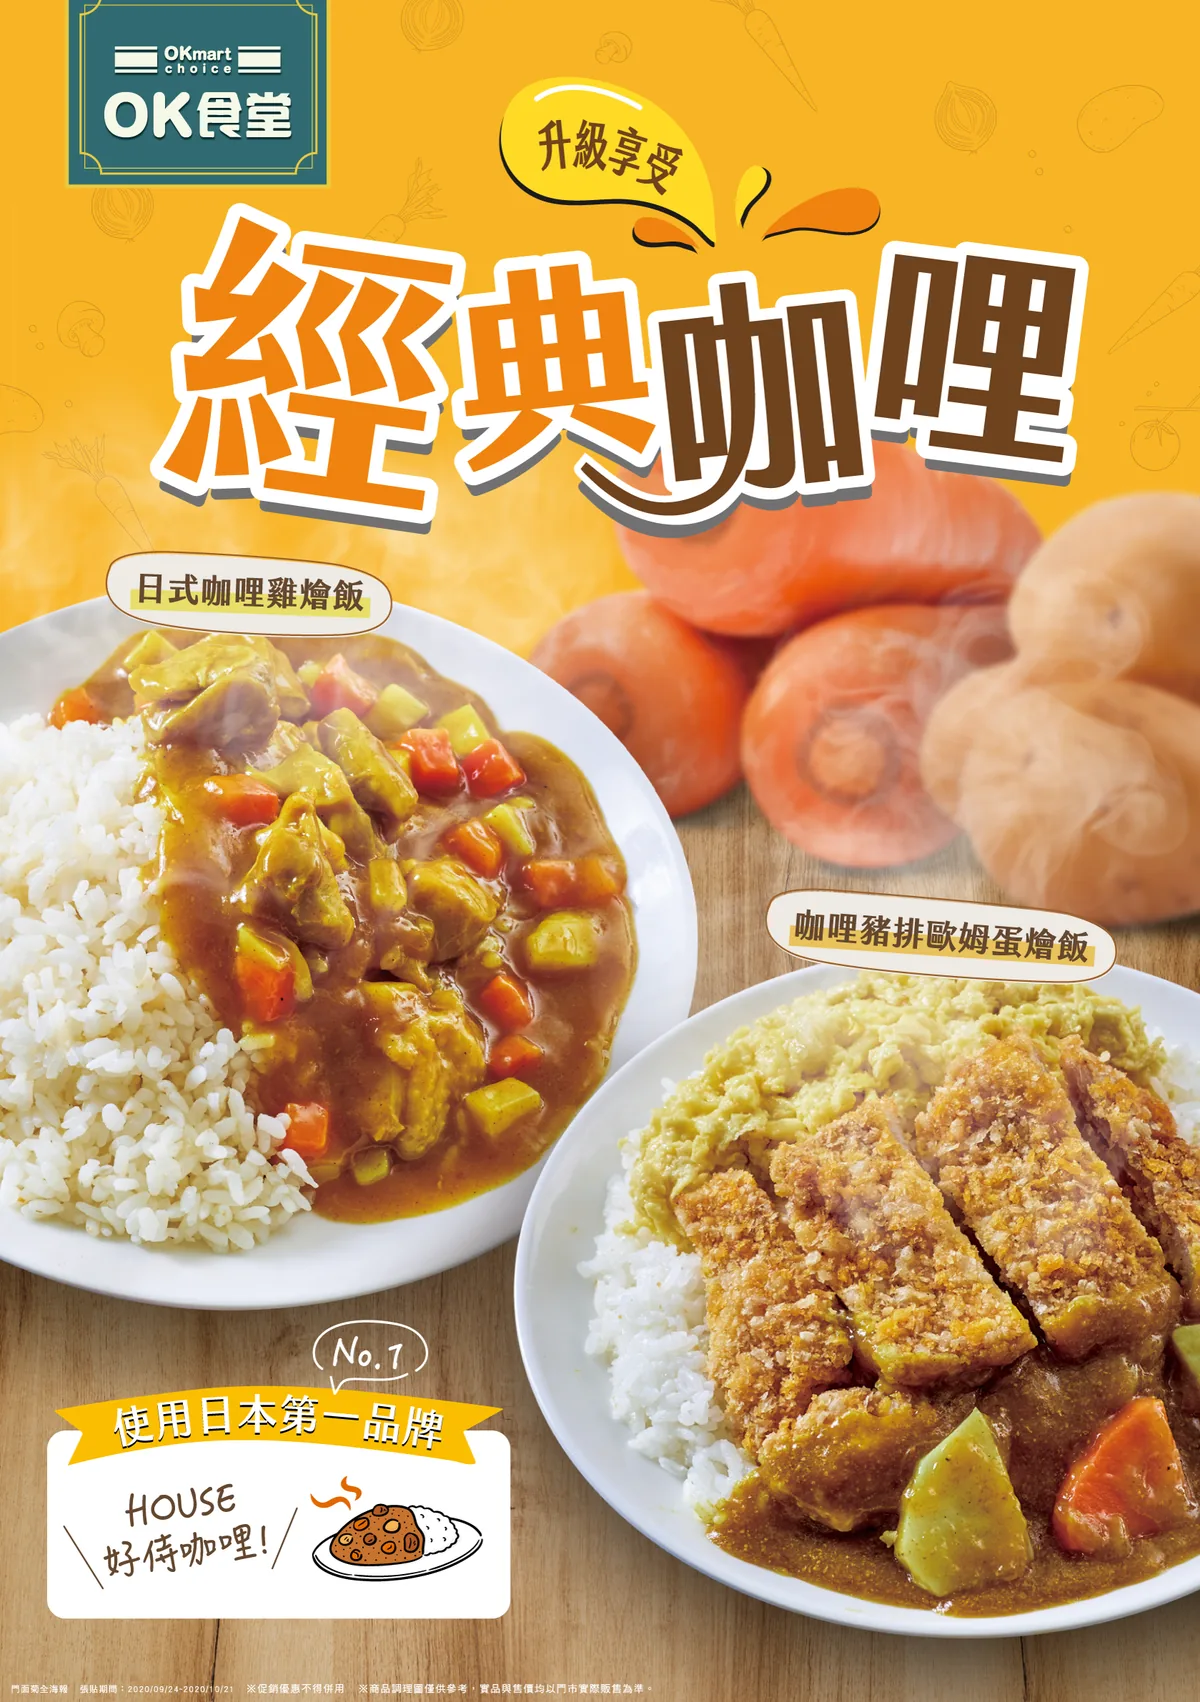 OKmart
choice
OK食堂
升級享受
經典咖哩
日式咖哩雞燴飯
咖哩豬排歐姆蛋燴飯
No.1
使用日本第一品牌
HOUSE
好侍咖哩!
門面菊全海報 張貼期間：2020/09/24-2020/10/21 ※促銷優惠不得併用 ※商品調理圖僅供參考，實品與售價均以門市實際販售為準。